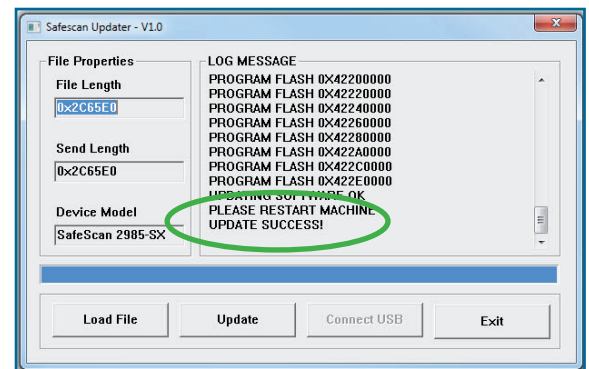 Safescan Updater - V1.0
File Properties
File Length
0x2C65E0
Send Length
0x2C65E0
Device Model
SafeScan 2985-SX
LOG MESSAGE
PROGRAM FLASH 0X42200000
PROGRAM FLASH 0X42220000
PROGRAM FLASH 0X42240000
PROGRAM FLASH 0X42260000
PROGRAM FLASH 0X42280000
PROGRAM FLASH 0X422A0000
PROGRAM FLASH 0X422C0000
PROGRAM FLASH 0X422E0000
UPDATING SOFTWARE OK
PLEASE RESTART MACHINE
UPDATE SUCCESS!
Load File
Update
Connect USB
Exit